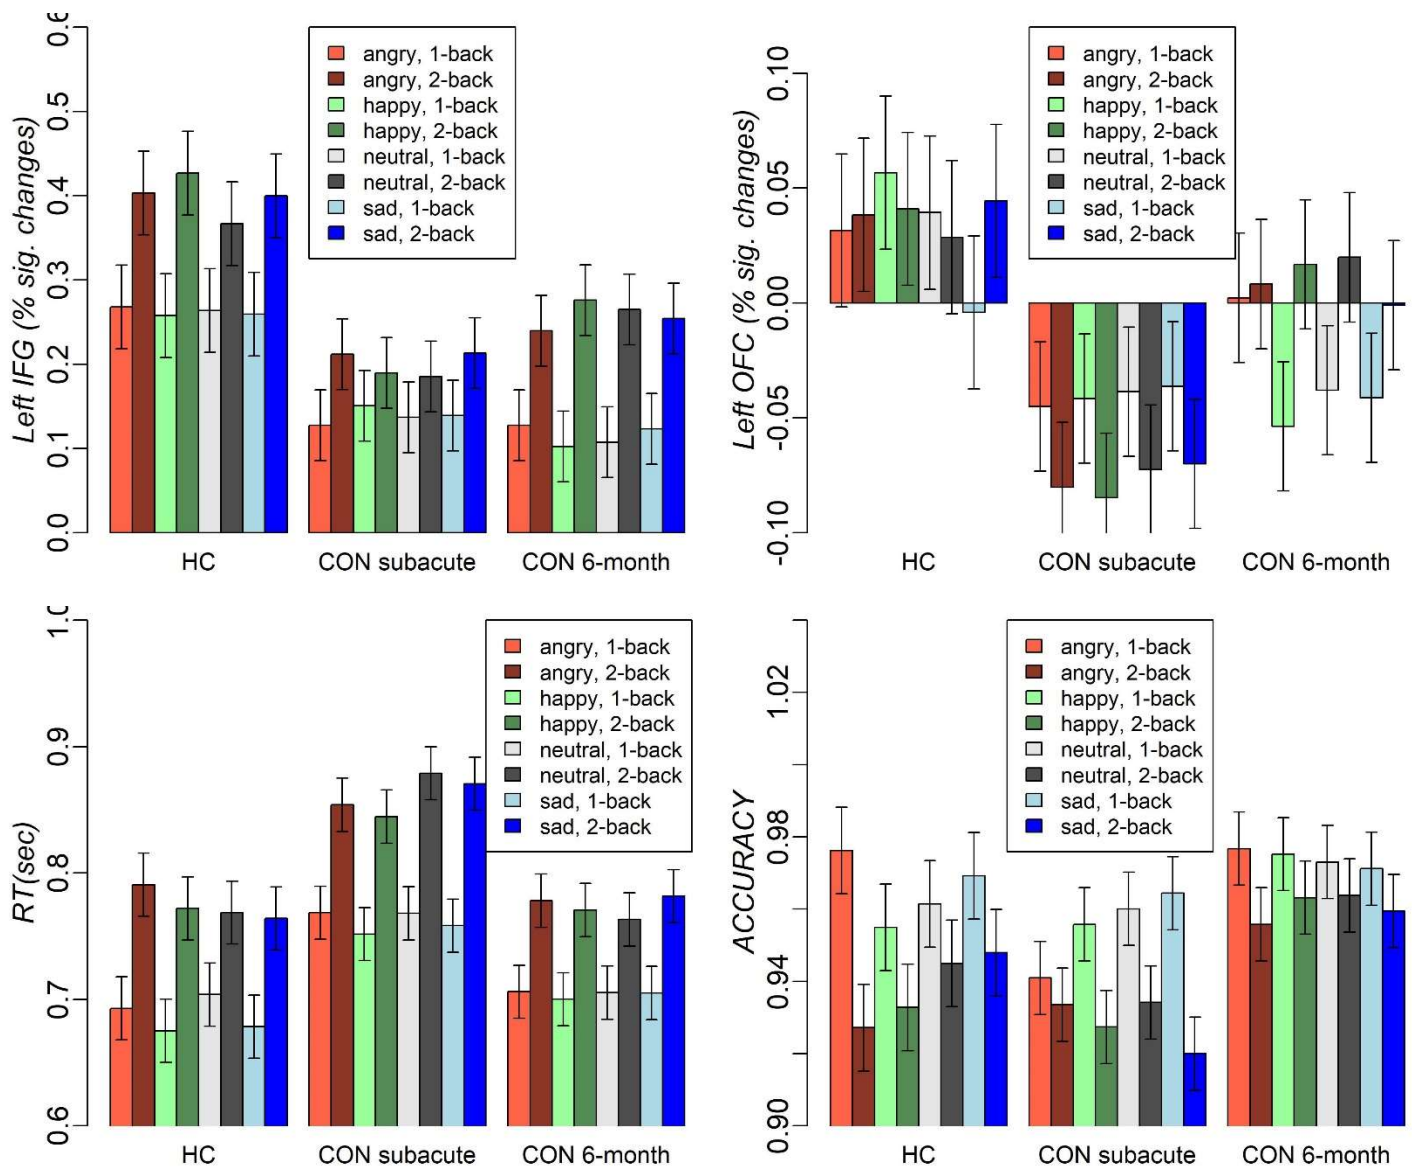 Left IFG (% sig. changes)
0.0
0.1
0.2
0.3
0.4
0.5
angry, 1-back
angry, 2-back
happy, 1-back
happy, 2-back
neutral, 1-back
neutral, 2-back
sad, 1-back
sad, 2-back
HC
CON subacute
CON 6-month
Left OFC (% sig. changes)
-0.10
-0.05
0.00
0.05
0.10
angry, 1-back
angry, 2-back
happy, 1-back
happy, 2-back
neutral, 1-back
neutral, 2-back
sad, 1-back
sad, 2-back
HC
CON subacute
CON 6-month
RT(sec)
0.6
0.7
0.8
0.9
angry, 1-back
angry, 2-back
happy, 1-back
happy, 2-back
neutral, 1-back
neutral, 2-back
sad, 1-back
sad, 2-back
HC
CON subacute
CON 6-month
ACCURACY
0.90
0.94
0.98
1.02
angry, 1-back
angry, 2-back
happy, 1-back
happy, 2-back
neutral, 1-back
neutral, 2-back
sad, 1-back
sad, 2-back
HC
CON subacute
CON 6-month